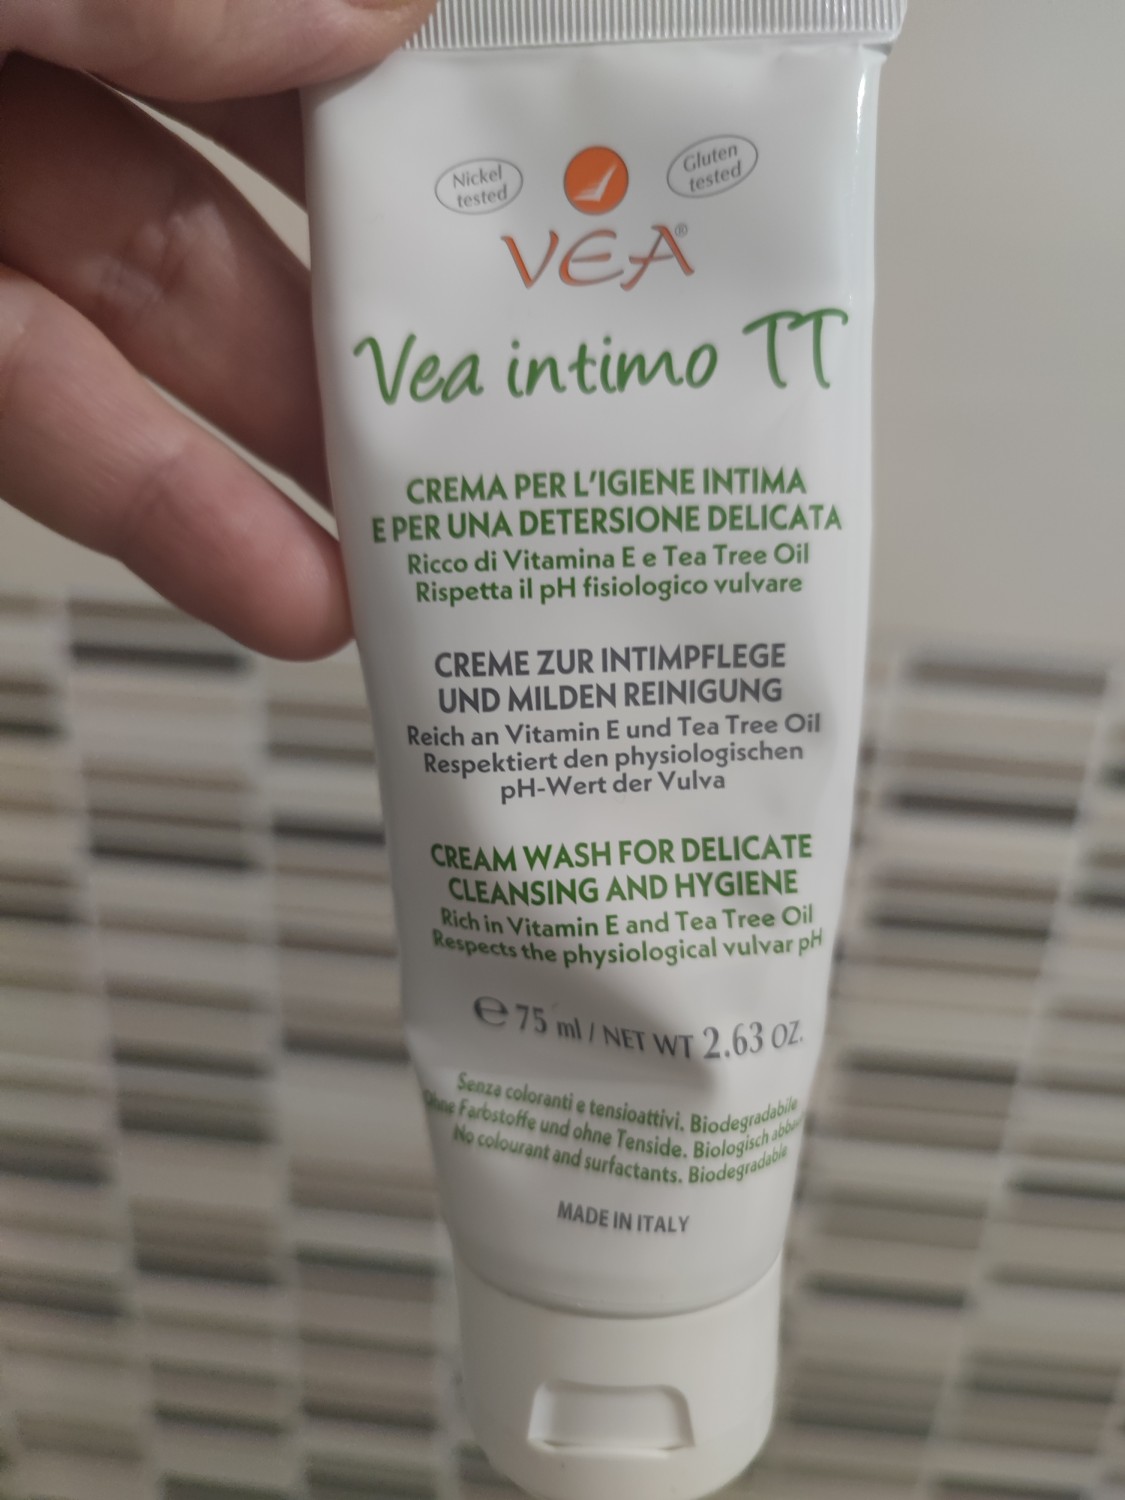 Nickel
tested
Gluten
tested
VEA®
Vea intimo TT
CREMA PER L'IGIENE INTIMA
E PER UNA DETERSIONE DELICATA
Ricco di Vitamina E e Tea Tree Oil
Rispetta il pH fisiologico vulvare
CREME ZUR INTIMPFLEGE
UND MILDEN REINIGUNG
Reich an Vitamin E und Tea Tree Oil
Respektiert den physiologischen
pH-Wert der Vulva
CREAM WASH FOR DELICATE
CLEANSING AND HYGIENE
Rich in Vitamin E and Tea Tree Oil
Respects the physiological vulvar pH
℮ 75 ml / NET WT 2.63 OZ.
Senza coloranti e tensioattivi. Biodegradabile
Ohne Farbstoffe und ohne Tenside. Biologisch
No colourant and surfactants. Biodegradable
MADE IN ITALY